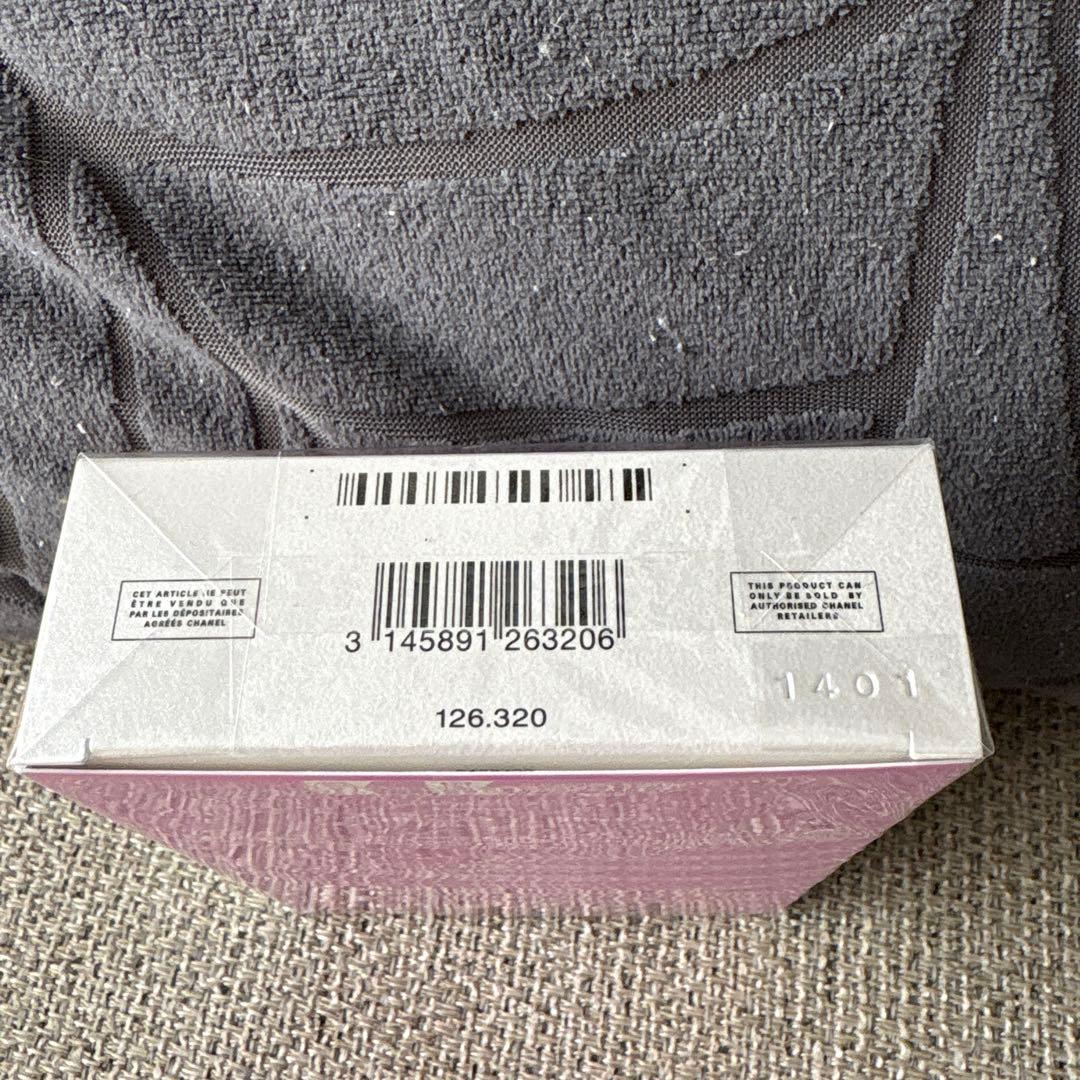 CET ARTICLE NE PEUT
ÊTRE VENDU QUE
PAR LES DÉPOSITAIRES
AGRÉÉS CHANEL
3 145891 263206
126.320
THIS PRODUCT CAN
ONLY BE SOLD BY
AUTHORISED CHANEL
RETAILERS
1401